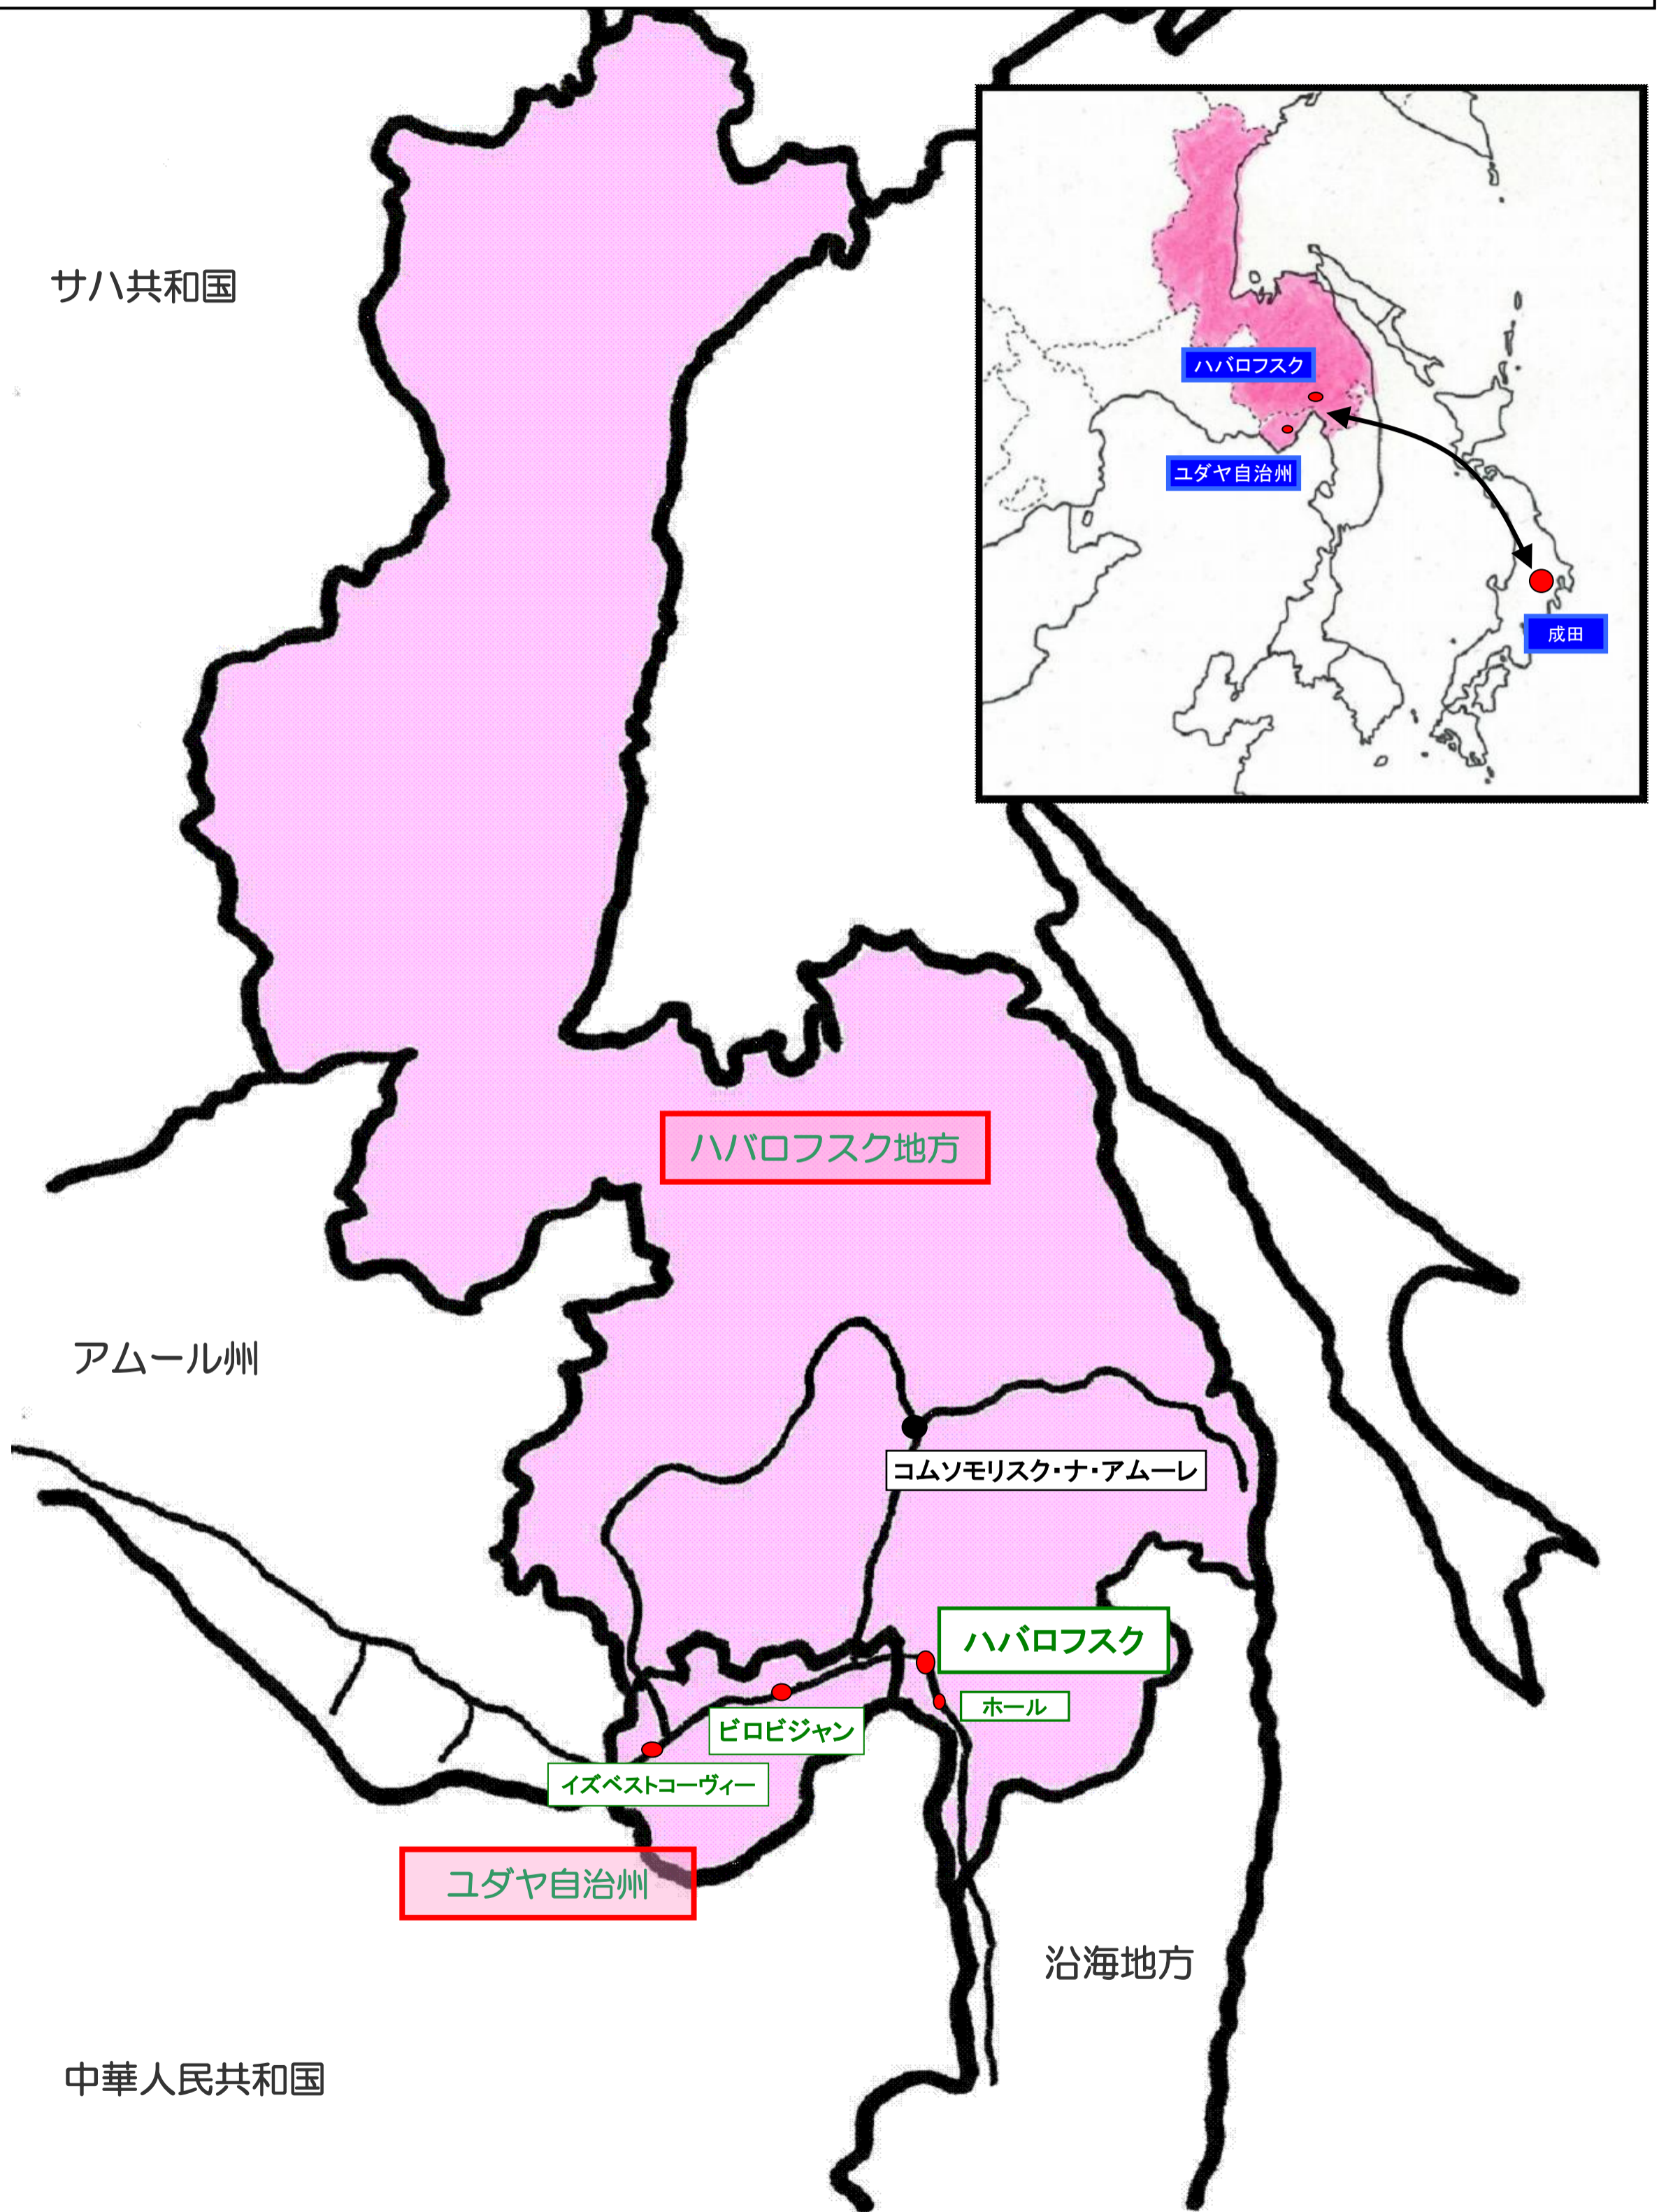 サハ共和国
ハバロフスク
ユダヤ自治州
成田
ハバロフスク地方
アムール州
コムソモリスク・ナ・アムーレ
ハバロフスク
ホール
ビロビジャン
イズベストコーヴィー
ユダヤ自治州
沿海地方
中華人民共和国